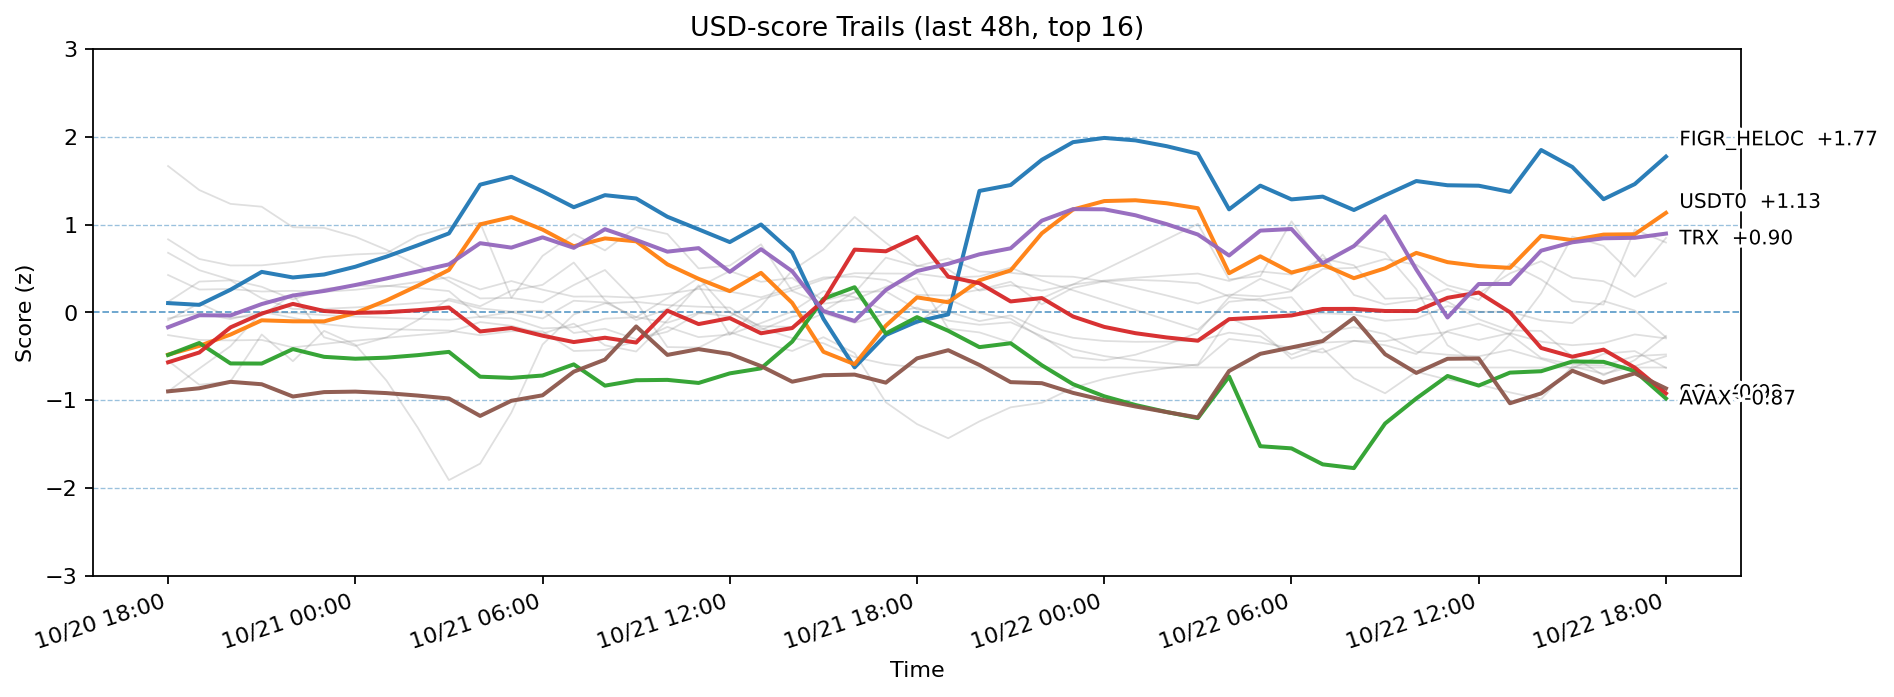 USD-score Trails (last 48h, top 16)
Score (z)
3
2
1
0
−1
−2
−3
FIGR_HELOC +1.77
USDT0 +1.13
TRX +0.90
AVAX -0.87
10/20 18:00
10/21 00:00
10/21 06:00
10/21 12:00
10/21 18:00
10/22 00:00
10/22 06:00
10/22 12:00
10/22 18:00
Time